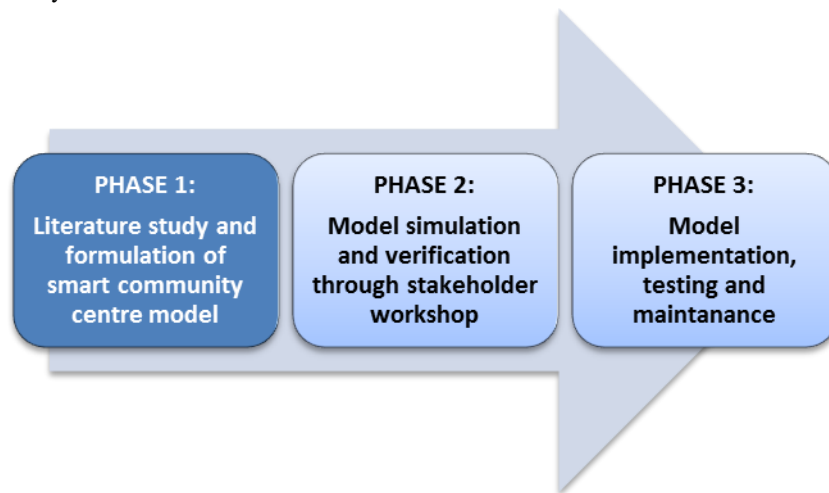 PHASE 1:
Literature study and
formulation of
smart community
centre model
PHASE 2:
Model simulation
and verification
through stakeholder
workshop
PHASE 3:
Model
implementation,
testing and
maintanance